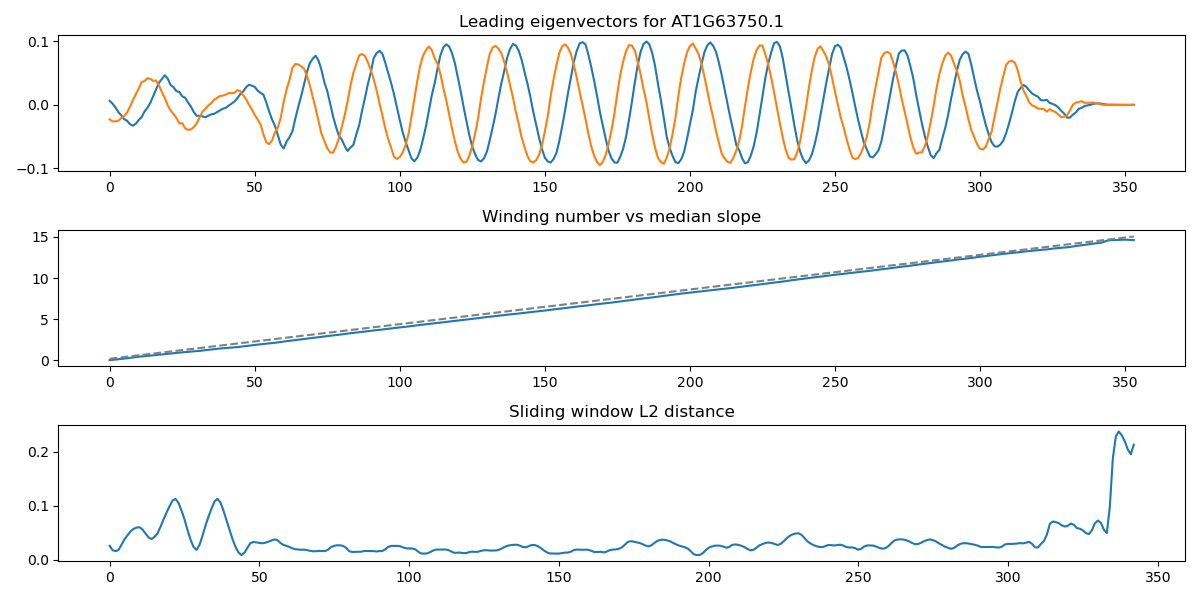 Leading eigenvectors for AT1G63750.1
0.1
0.0
−0.1
0 50 100 150 200 250 300 350
Winding number vs median slope
15
10
5
0
0 50 100 150 200 250 300 350
Sliding window L2 distance
0.2
0.1
0.0
0 50 100 150 200 250 300 350